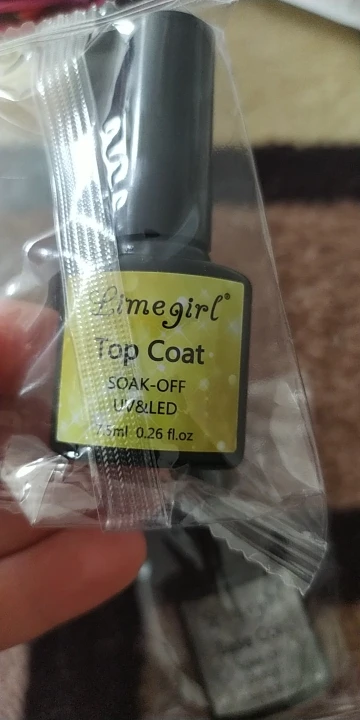 Limegirl®
Top Coat
SOAK-OFF
UV&LED
7.5ml 0.26 fl.oz